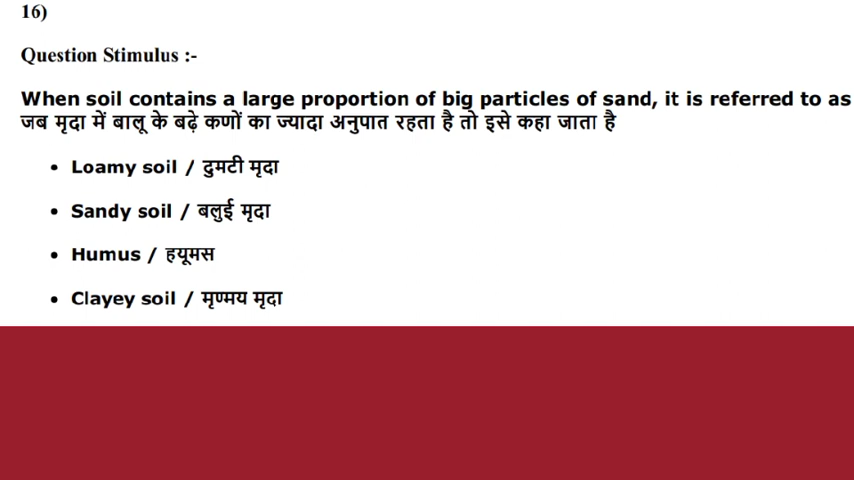 16)
Question Stimulus :-
When soil contains a large proportion of big particles of sand, it is referred to as
जब मृदा में बालू के बढ़े कणों का ज्यादा अनुपात रहता है तो इसे कहा जाता है
• Loamy soil / दुमटी मृदा
• Sandy soil / बलुई मृदा
• Humus / हयूमस
• Clayey soil / मृण्मय मृदा